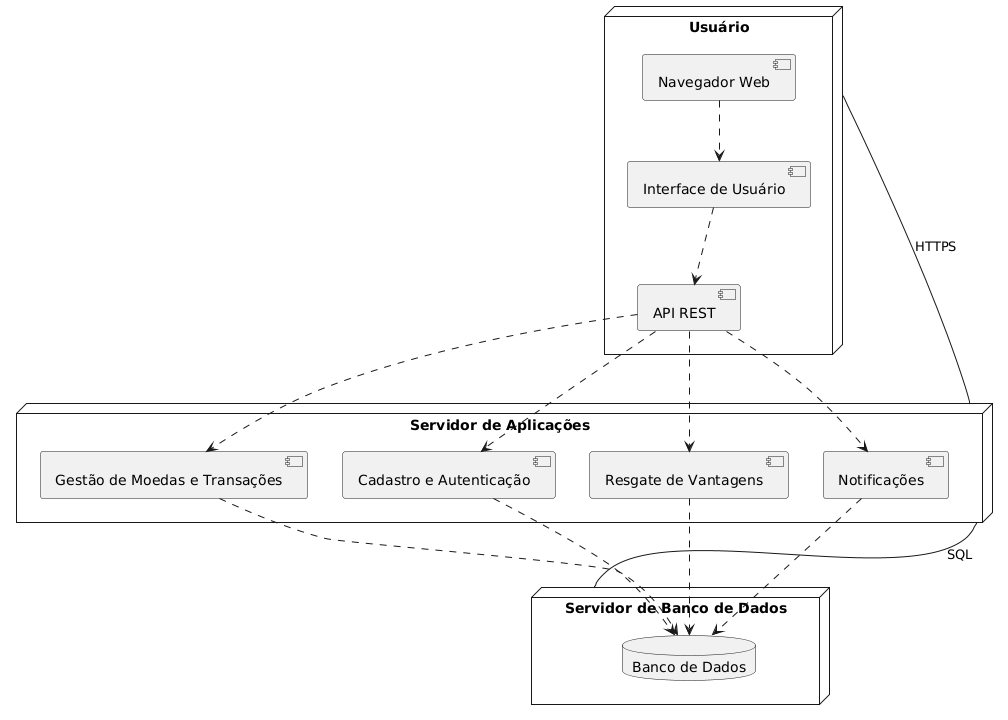 Usuário
Navegador Web
Interface de Usuário
HTTPS
API REST
Servidor de Aplicações
Gestão de Moedas e Transações
Cadastro e Autenticação
Resgate de Vantagens
Notificações
SQL
Servidor de Banco de Dados
Banco de Dados